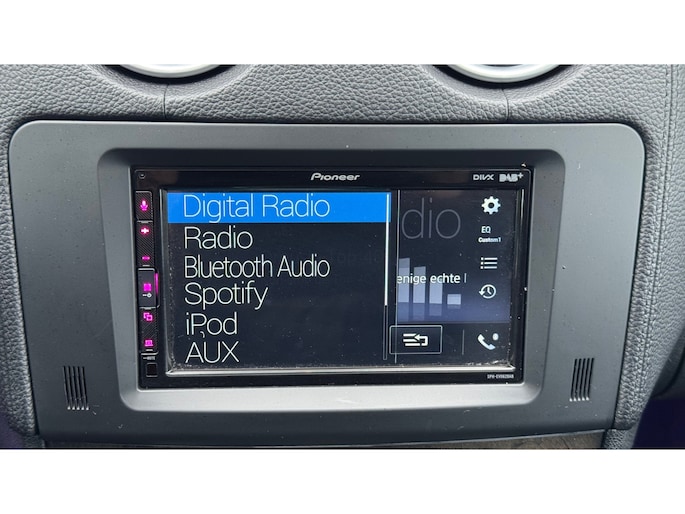 Pioneer
DIVX DAB+
Digital Radio
Radio
Bluetooth Audio
Spotify
iPod
AUX
dio
EQ
Custom1
enige echte